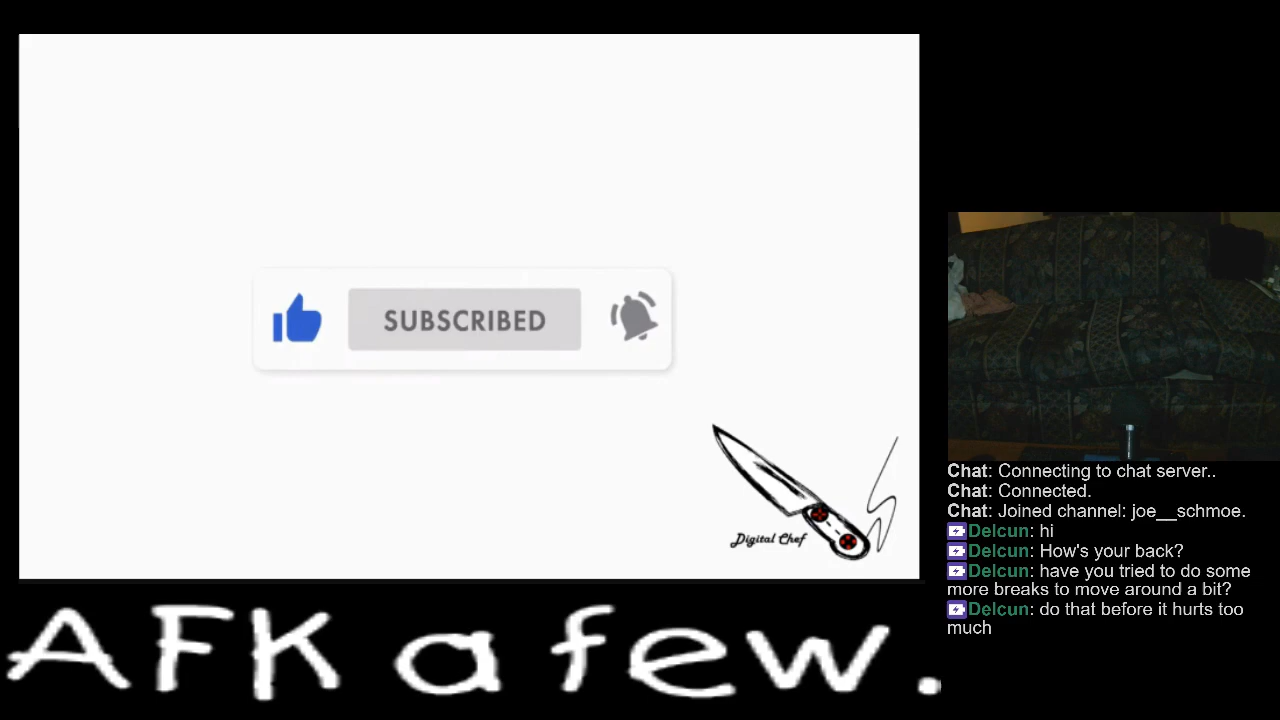 SUBSCRIBED
Digital Chef
AFK a few.
Chat: Connecting to chat server..
Chat: Connected.
Chat: Joined channel: joe__schmoe.
Delcun: hi
Delcun: How's your back?
Delcun: have you tried to do some
more breaks to move around a bit?
Delcun: do that before it hurts too
much